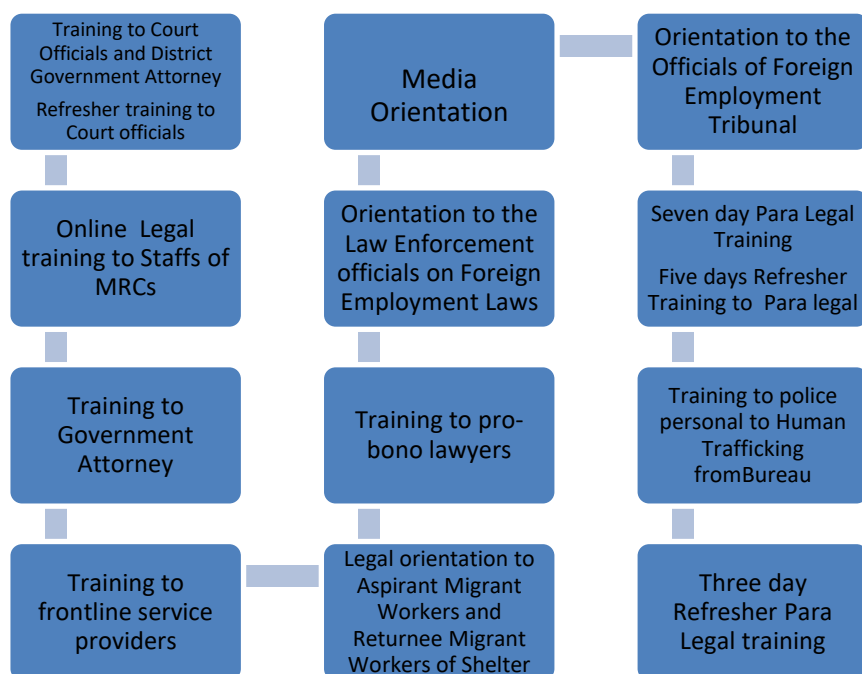 Training to Court
Officials and District
Government Attorney
Refresher training to
Court officials
Online Legal
training to Staffs of
MRCs
Training to
Government
Attorney
Training to
frontline service
providers
Legal orientation to
Aspirant Migrant
Workers and
Returnee Migrant
Workers of Shelter
Training to pro-
bono lawyers
Orientation to the
Law Enforcement
officials on Foreign
Employment Laws
Media
Orientation
Orientation to the
Officials of Foreign
Employment
Tribunal
Seven day Para Legal
Training
Five days Refresher
Training to Para legal
Training to police
personal to Human
Trafficking
fromBureau
Three day
Refresher Para
Legal training